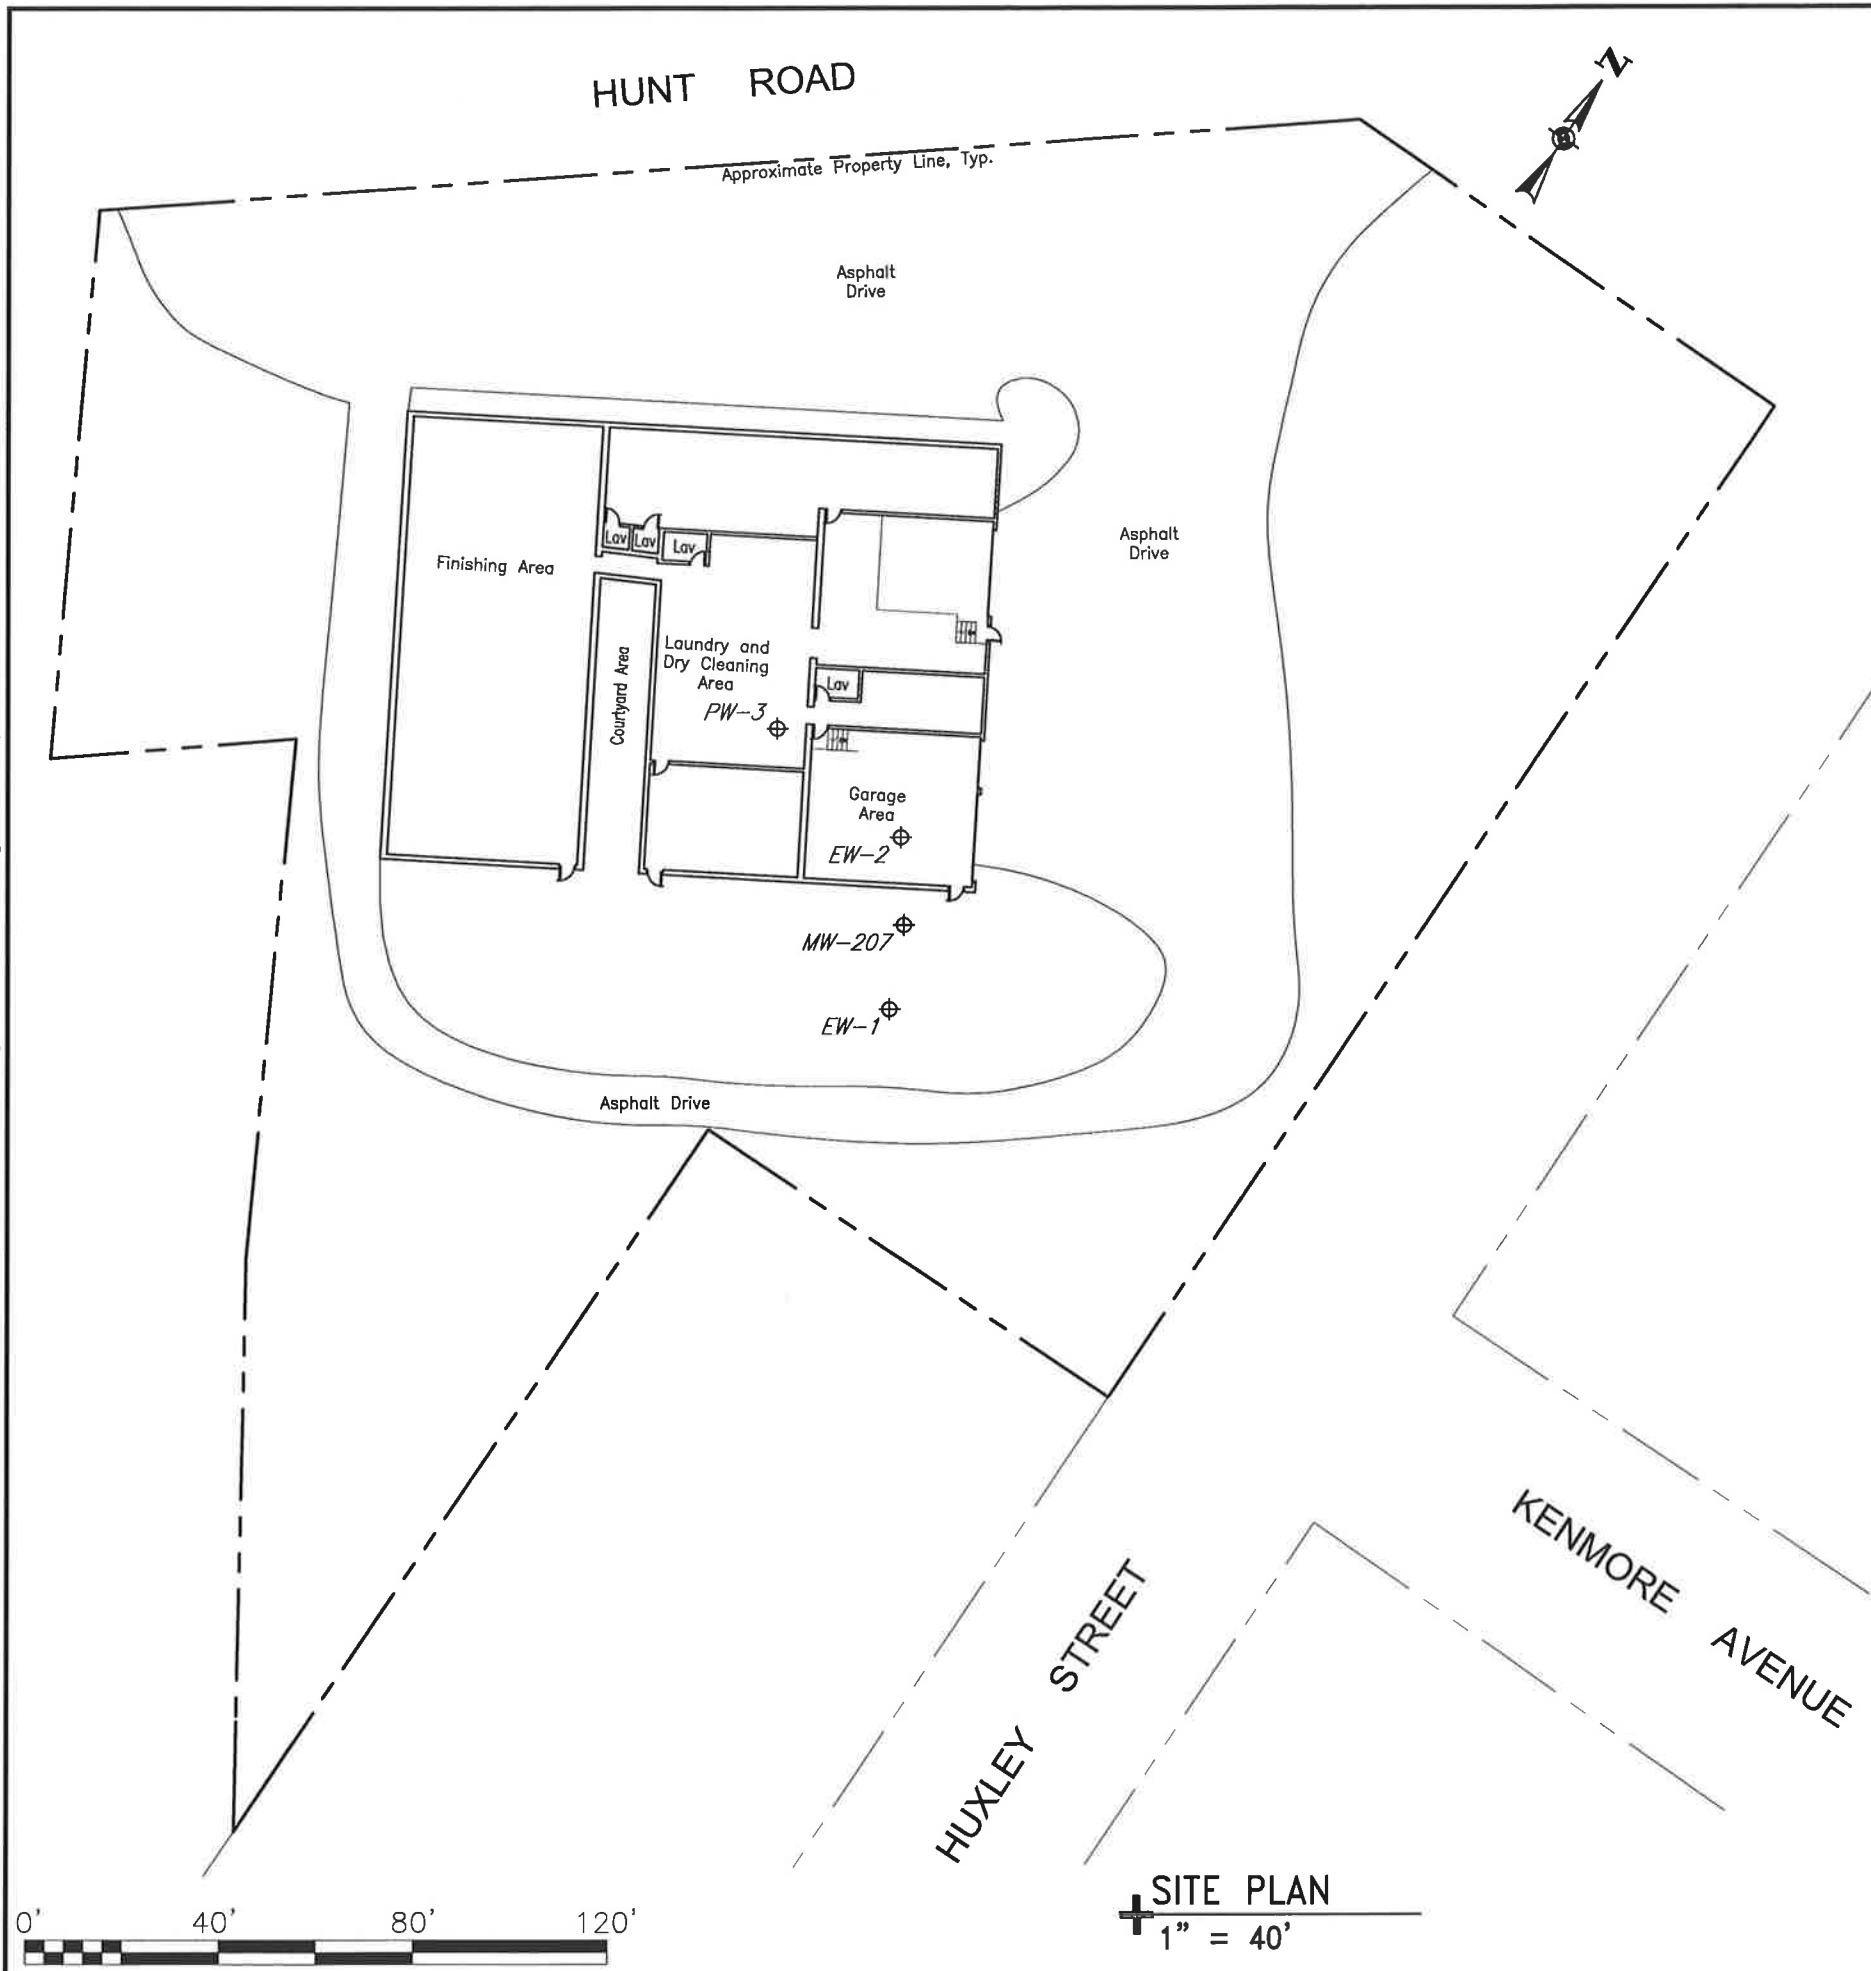 HUNT ROAD
N
Approximate Property Line, Typ.
Asphalt
Drive
Asphalt
Drive
Lav
Lav
Lav
Finishing Area
Laundry and
Dry Cleaning
Area
Courtyard Area
Lav
PW-3
Garage
Area
EW-2
MW-207
EW-1
Asphalt Drive
KENMORE AVENUE
HUXLEY STREET
SITE PLAN
1" = 40'
0' 40' 80' 120'